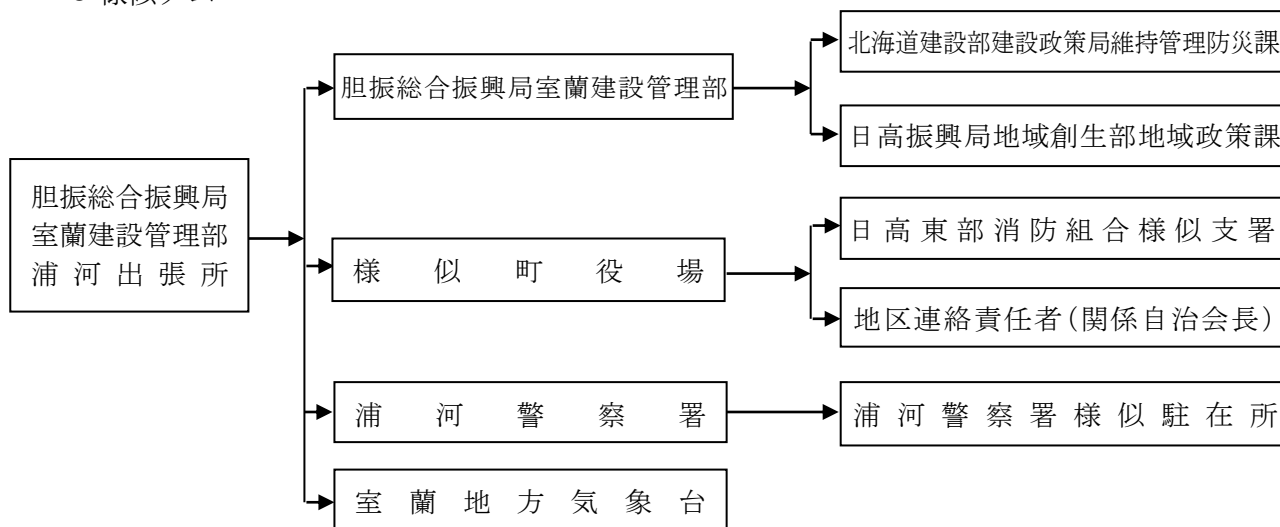 北海道建設部建設政策局維持管理防災課
胆振総合振興局室蘭建設管理部
日高振興局地域創生部地域政策課
胆振総合振興局
室蘭建設管理部
浦河出張所
日高東部消防組合様似支署
様似町役場
地区連絡責任者(関係自治会長)
浦河警察署
浦河警察署様似駐在所
室蘭地方気象台